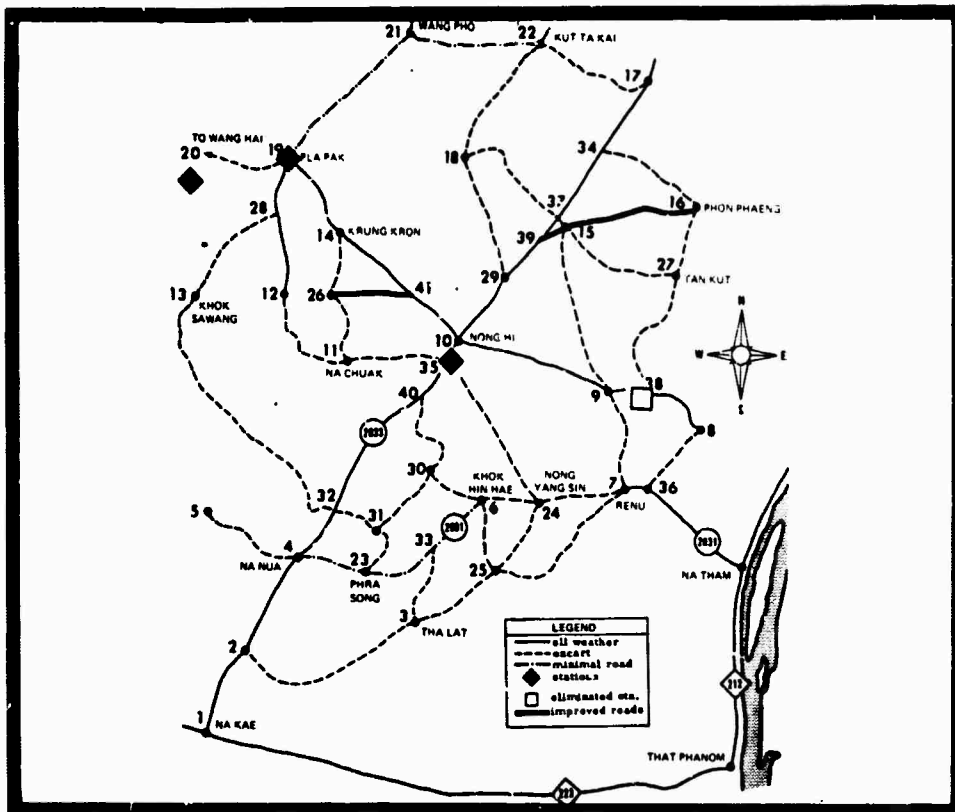 21
WANG PHO
22
KUT TA KAI
17
TO WANG HAI
20
19
PLA PAK
18
34
28
37
16
PHON PHAENG
14
KRUNG KRON
39
15
13
KHOK
SAWANG
12
26
41
29
27
TAN KUT
N
W
E
S
10
NONG HI
11
NA CHUAK
35
40
9
38
8
2033
30
KHOK
HIN HAE
6
NONG
YANG SIN
24
7
RENU
36
32
31
5
2001
33
2031
4
NA NUA
23
PHRA
SONG
25
NA THAM
3
THA LAT
2
LEGEND
all weather
oxcart
minimal road
stations
eliminated sta.
improved roads
212
1
NA KAE
THAT PHANOM
223